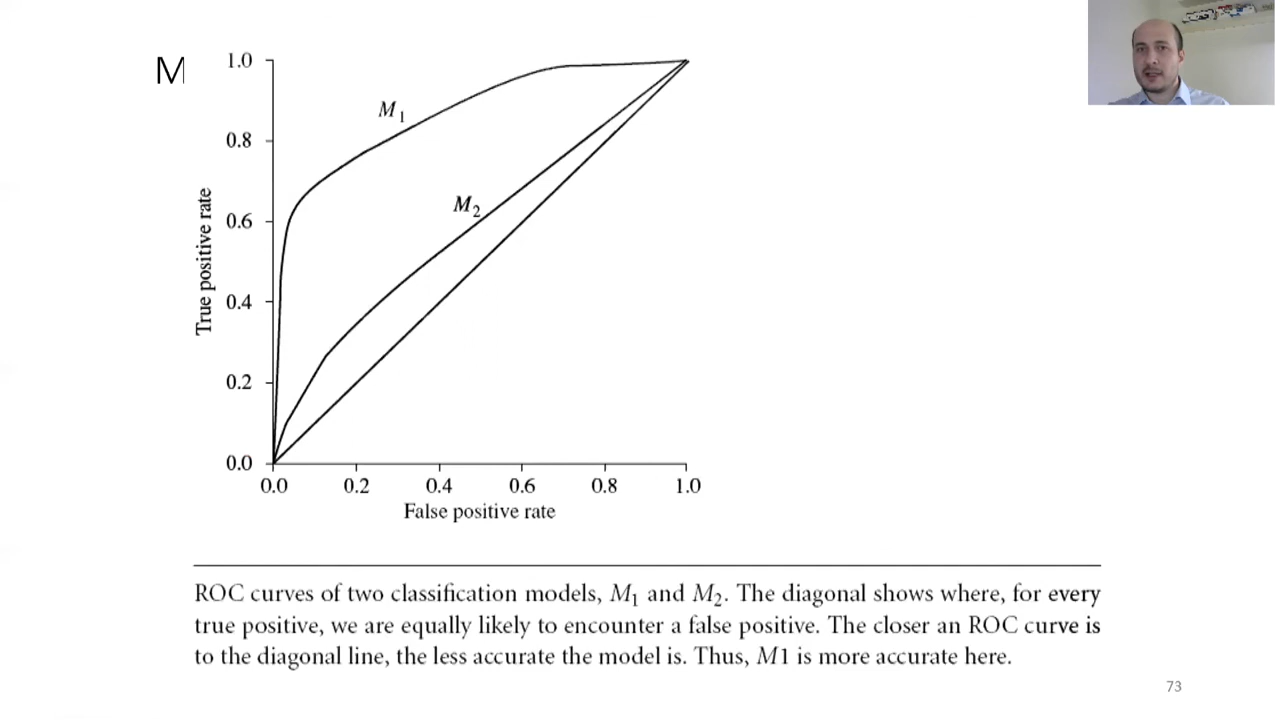 M
1.0
M1
0.8
M2
0.6
True positive rate
0.4
0.2
0.0
0.0 0.2 0.4 0.6 0.8 1.0
False positive rate
ROC curves of two classification models, M1 and M2. The diagonal shows where, for every
true positive, we are equally likely to encounter a false positive. The closer an ROC curve is
to the diagonal line, the less accurate the model is. Thus, M1 is more accurate here.
73